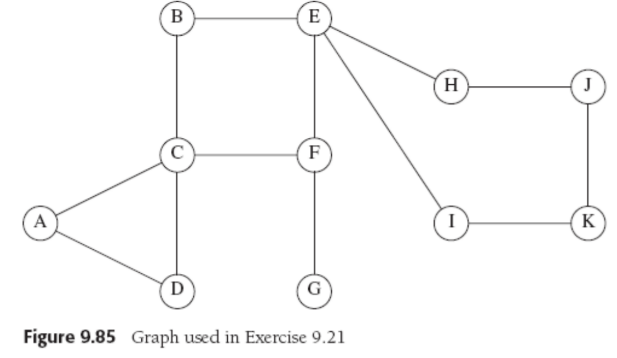 B E
H J
C F
A I K
D G
Figure 9.85 Graph used in Exercise 9.21